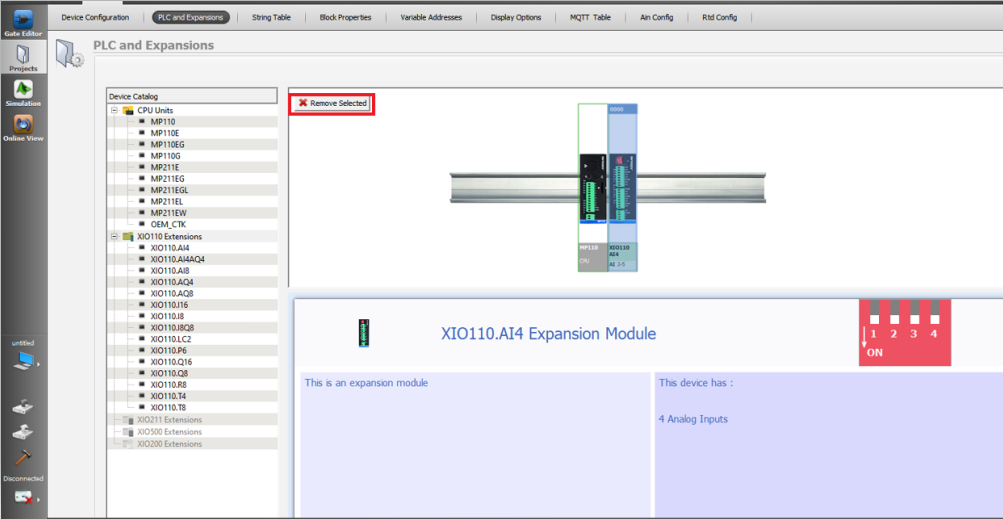 Device Configuration
PLC and Expansions
String Table
Block Properties
Variable Addresses
Display Options
MQTT Table
Ain Config
Rtd Config
Gate Editor
Projects
Simulation
Online View
untitled
Disconnected
PLC and Expansions
Device Catalog
CPU Units
MP110
MP110E
MP110EG
MP110G
MP211E
MP211EG
MP211EGL
MP211EL
MP211EW
OEM_CTK
XIO110 Extensions
XIO110.AI4
XIO110.AI4AQ4
XIO110.AI8
XIO110.AQ4
XIO110.AQ8
XIO110.I16
XIO110.I8
XIO110.I8Q8
XIO110.LC2
XIO110.P6
XIO110.Q16
XIO110.Q8
XIO110.R8
XIO110.T4
XIO110.T8
XIO211 Extensions
XIO500 Extensions
XIO200 Extensions
Remove Selected
0000
MP110
CPU
XIO110
AI4
AI 2-5
XIO110.AI4 Expansion Module
1 2 3 4
ON
This is an expansion module
This device has :
4 Analog Inputs